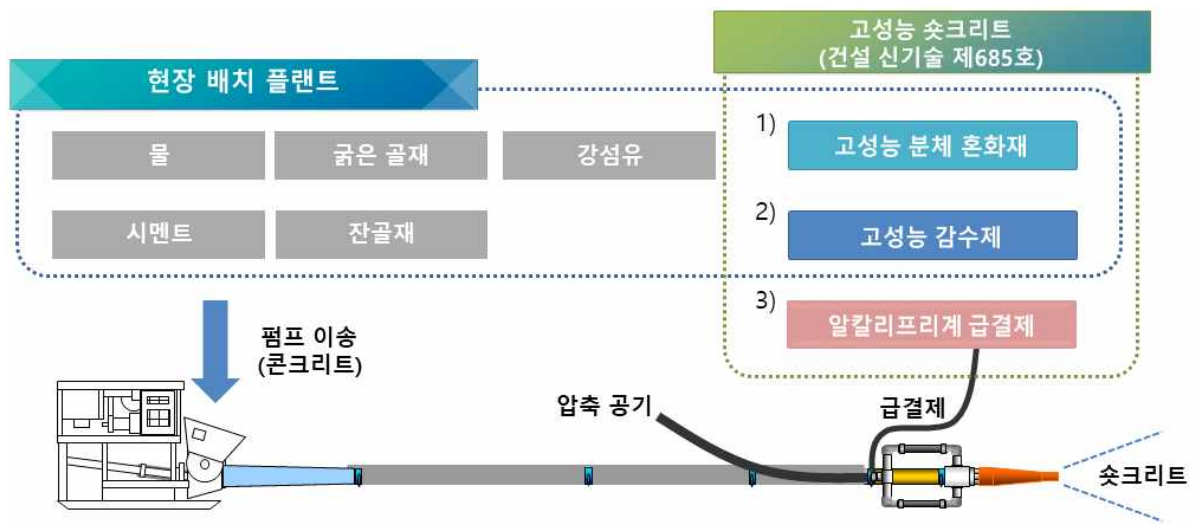 고성능 숏크리트
(건설 신기술 제685호)
현장 배치 플랜트
물
굵은 골재
강섬유
시멘트
잔골재
1)
고성능 분체 혼화재
2)
고성능 감수제
3)
알칼리프리계 급결제
펌프 이송
(콘크리트)
압축 공기
급결제
숏크리트